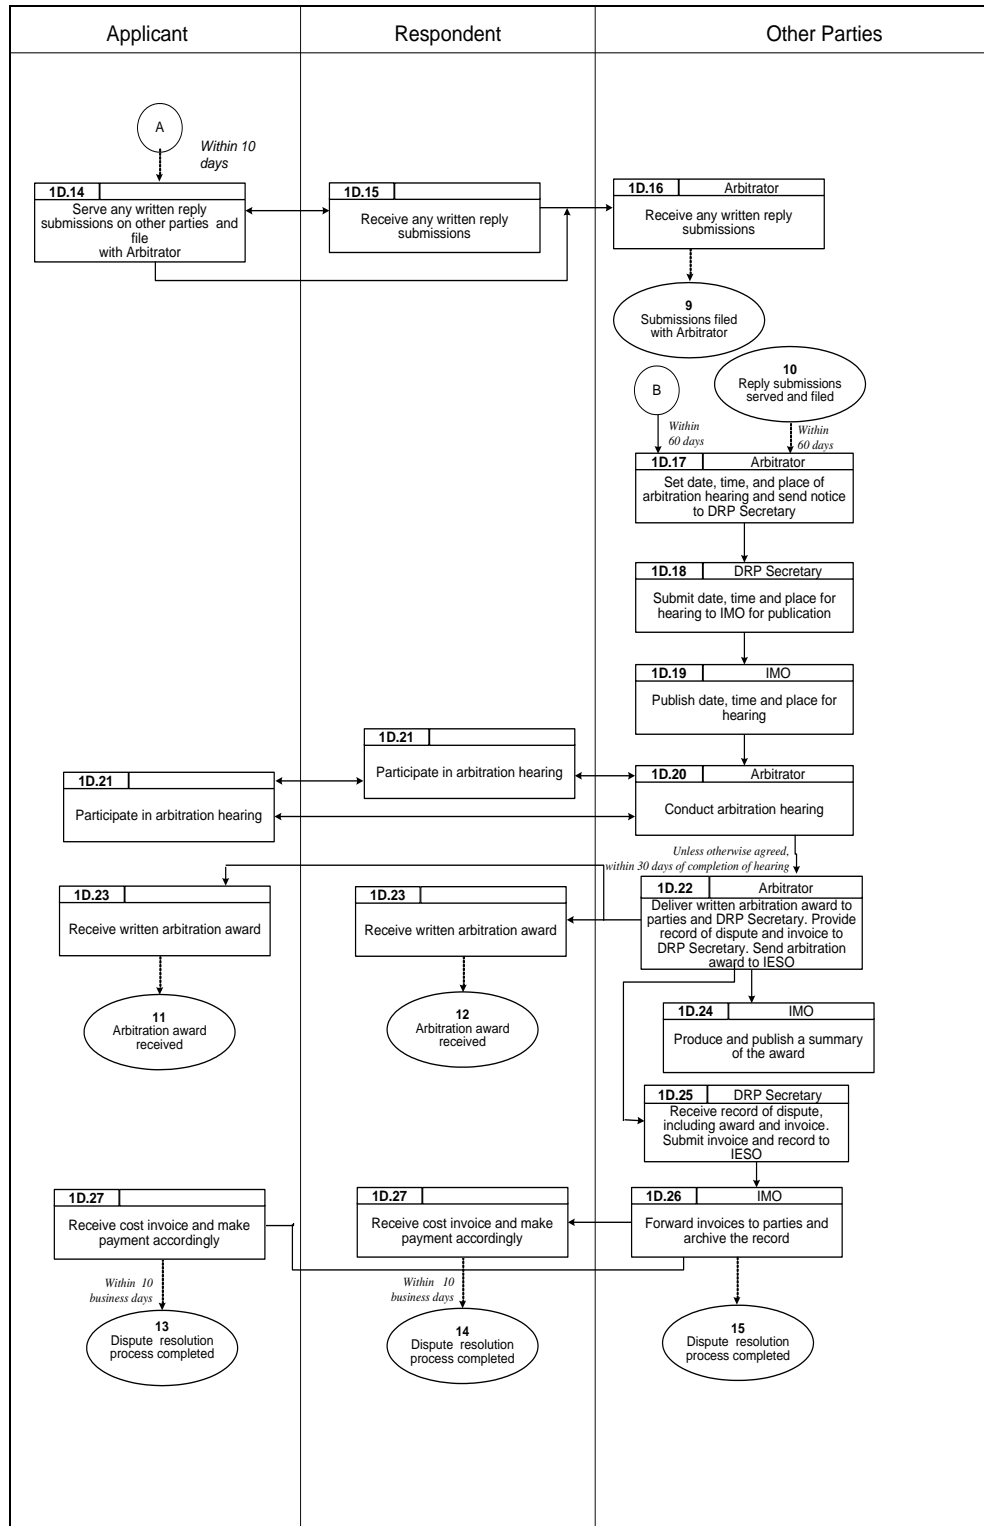 Applicant
Respondent
Other Parties
A
Within 10
days
1D.14
Serve any written reply
submissions on other parties and
file
with Arbitrator
1D.15
Receive any written reply
submissions
1D.16
Arbitrator
Receive any written reply
submissions
9
Submissions filed
with Arbitrator
10
Reply submissions
served and filed
B
Within
60 days
Within
60 days
1D.17
Arbitrator
Set date, time, and place of
arbitration hearing and send notice
to DRP Secretary
1D.18
DRP Secretary
Submit date, time and place for
hearing to IMO for publication
1D.19
IMO
Publish date, time and place for
hearing
1D.21
Participate in arbitration hearing
1D.21
Participate in arbitration hearing
1D.20
Arbitrator
Conduct arbitration hearing
Unless otherwise agreed,
within 30 days of completion of hearing
1D.23
Receive written arbitration award
1D.23
Receive written arbitration award
1D.22
Arbitrator
Deliver written arbitration award to
parties and DRP Secretary. Provide
record of dispute and invoice to
DRP Secretary. Send arbitration
award to IESO
11
Arbitration award
received
12
Arbitration award
received
1D.24
IMO
Produce and publish a summary
of the award
1D.25
DRP Secretary
Receive record of dispute,
including award and invoice.
Submit invoice and record to
IESO
1D.27
Receive cost invoice and make
payment accordingly
1D.27
Receive cost invoice and make
payment accordingly
1D.26
IMO
Forward invoices to parties and
archive the record
Within 10
business days
Within 10
business days
13
Dispute resolution
process completed
14
Dispute resolution
process completed
15
Dispute resolution
process completed